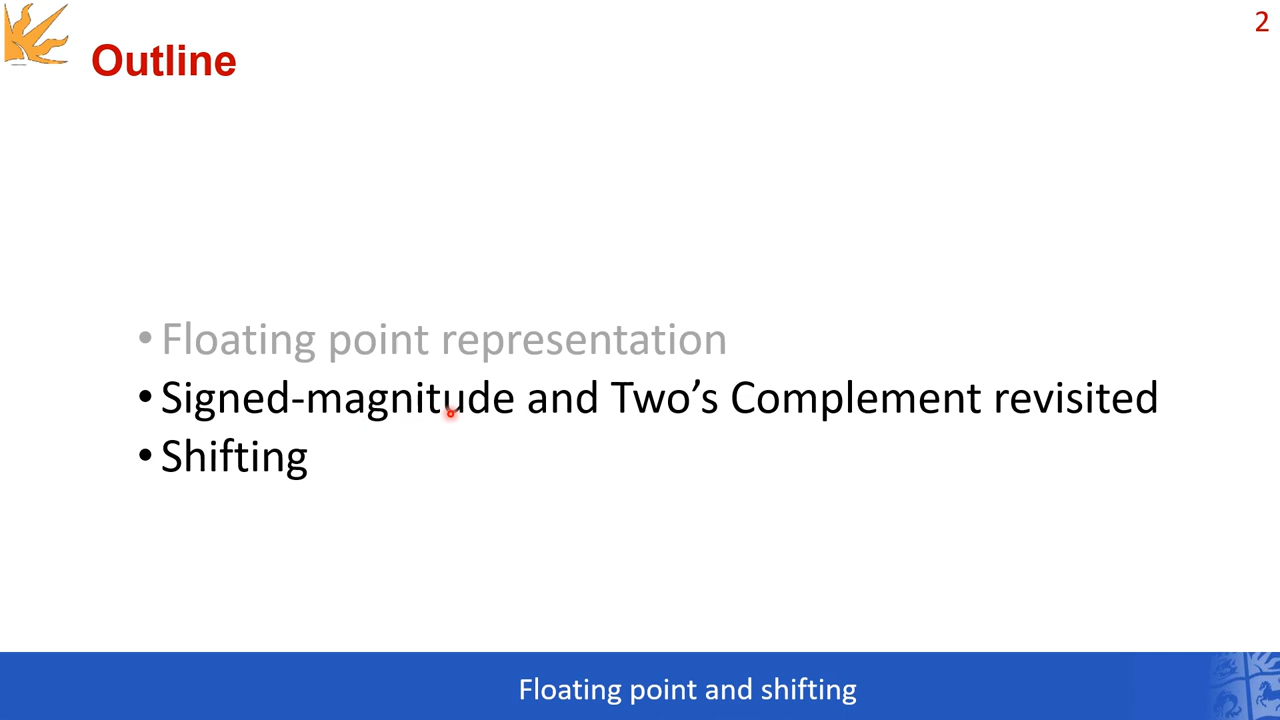 2
Outline
• Floating point representation
• Signed-magnitude and Two’s Complement revisited
• Shifting
Floating point and shifting